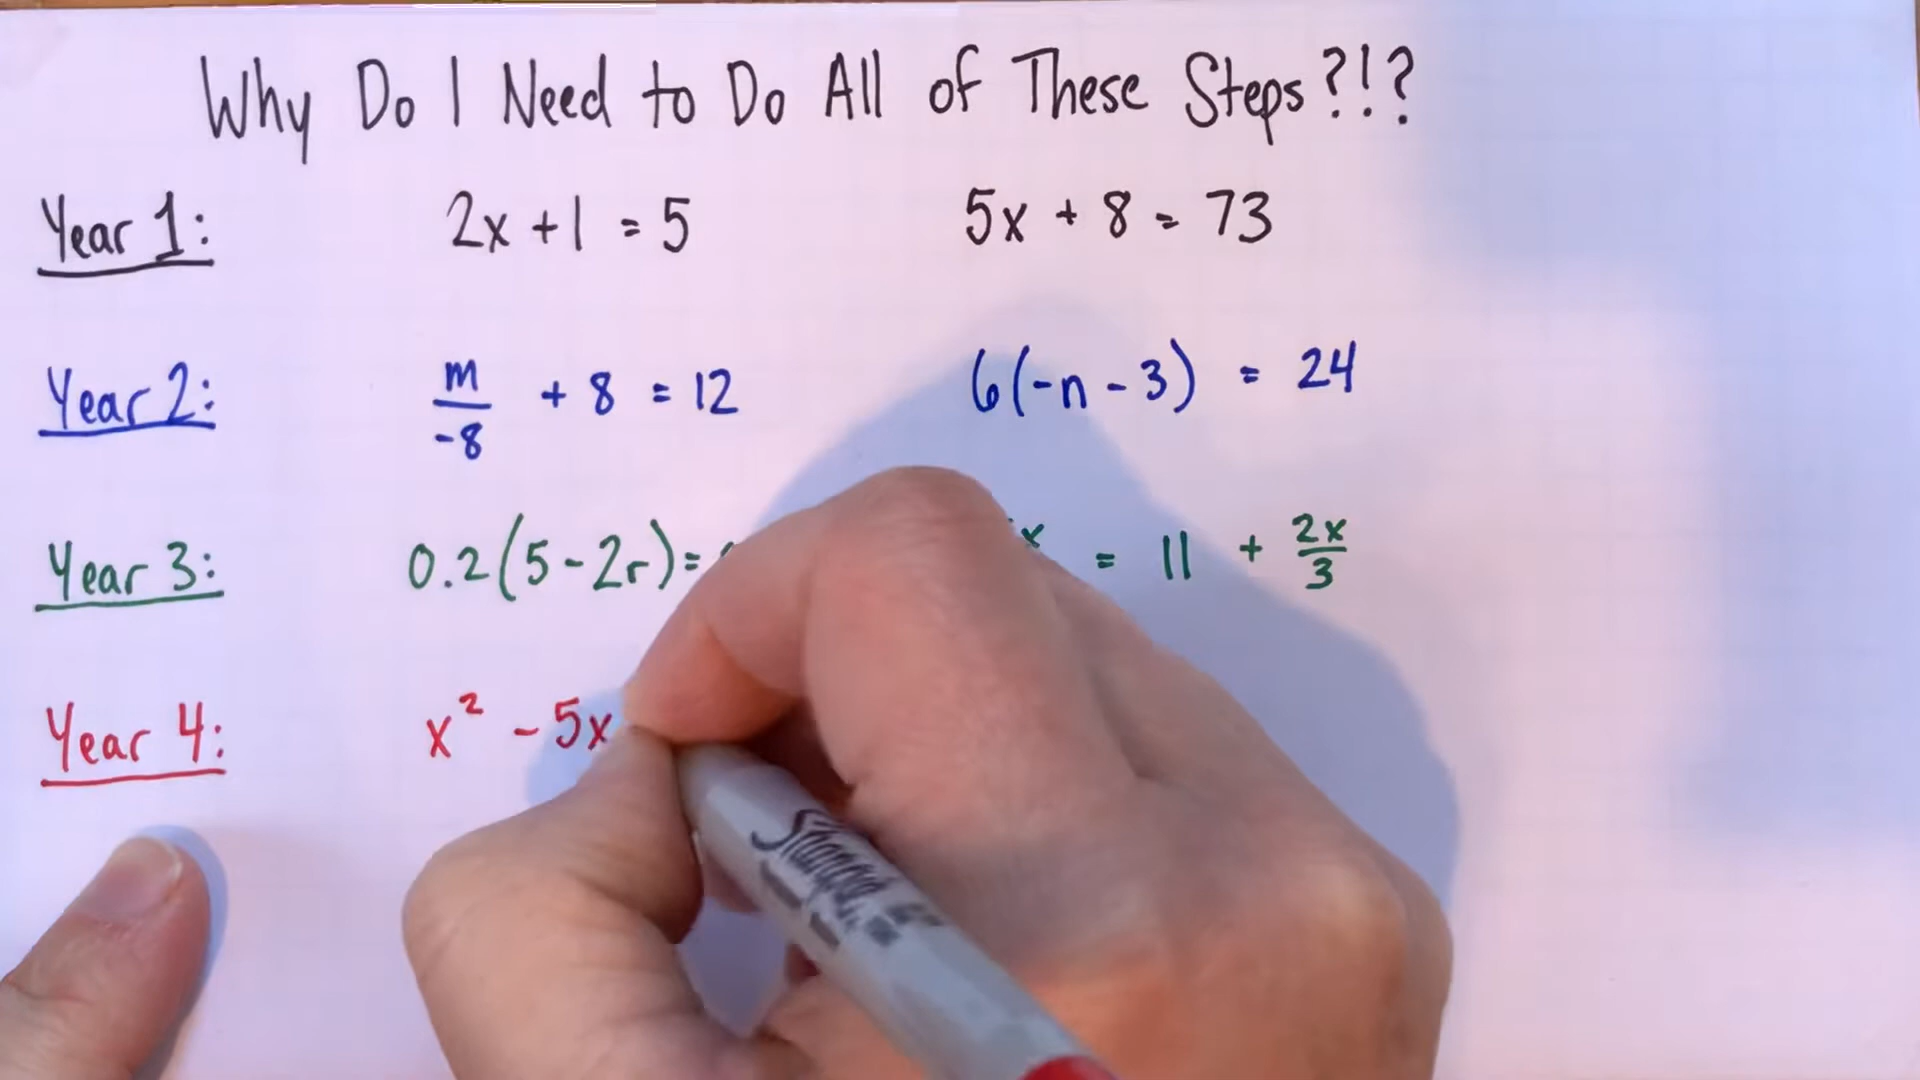 Why Do I Need to Do All of These Steps?!?
Year 1: 2x + 1 = 5 5x + 8 = 73
Year 2: m/-8 + 8 = 12 6(-n - 3) = 24
Year 3: 0.2(5 - 2r) = x = 11 + 2x/3
Year 4: x² - 5x
Sharpie